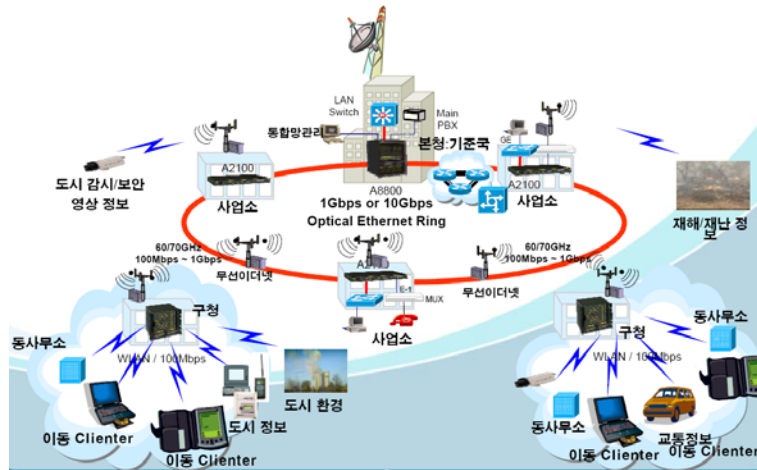 LAN
Switch
Main
PBX
통합망관리
본청:기준국
GE
A2100
사업소
A8800
A2100
사업소
도시 감시/보안
영상 정보
1Gbps or 10Gbps
Optical Ethernet Ring
재해/재난 정
보
60/70GHz
100Mbps ~ 1Gbps
무선이더넷
E-1
MUX
사업소
60/70GHz
100Mbps ~ 1Gbps
무선이더넷
구청
동사무소
WLAN / 100Mbps
도시 정보
도시 환경
이동 Clienter
이동 Clienter
구청
동사무소
WLAN / 100Mbps
동사무소
교통정보
이동 Clienter
이동 Clienter